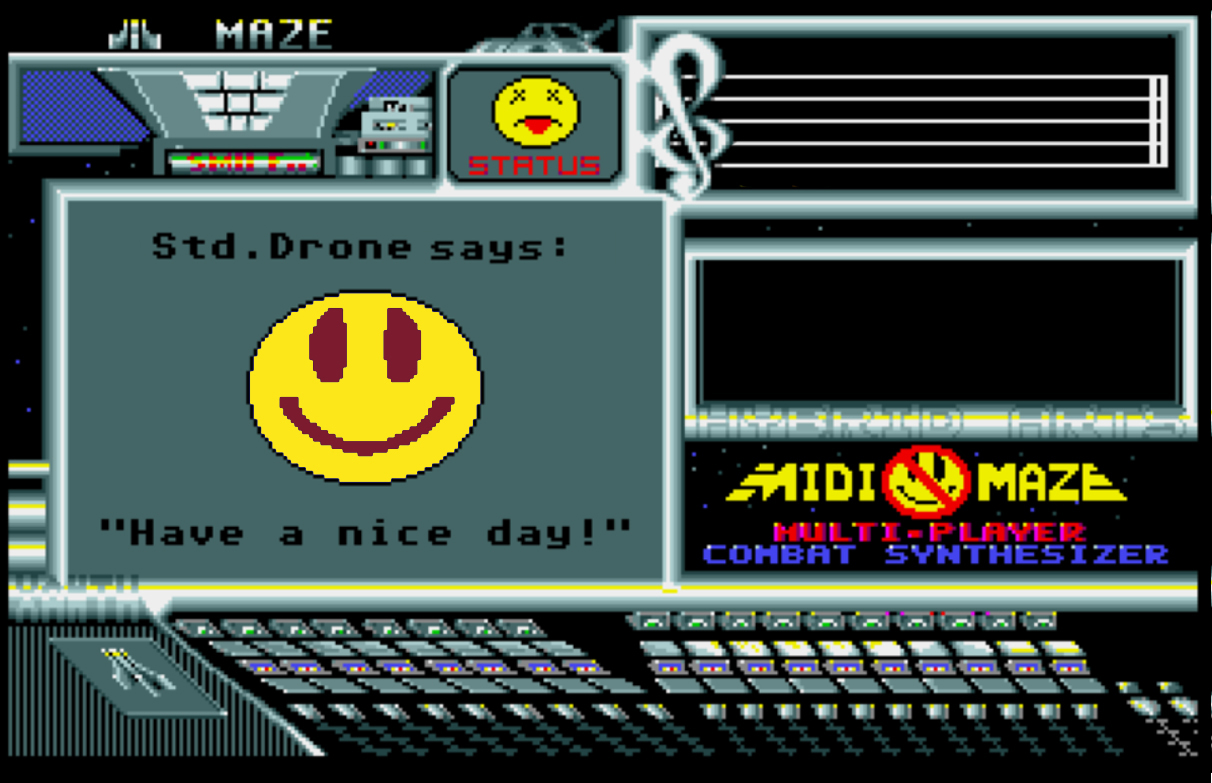 MAZE
STATUS
Std.Drone says:
"Have a nice day!"
MIDI MAZE
MULTI-PLAYER
COMBAT SYNTHESIZER